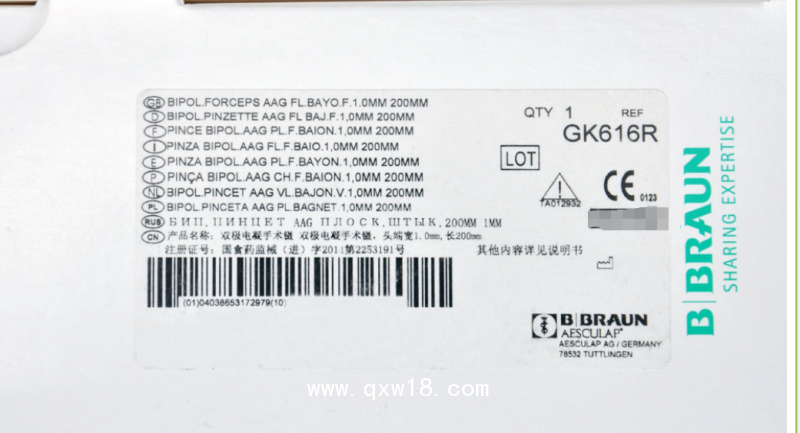 GB BIPOL.FORCEPS AAG FL.BAYO.F.1.0MM 200MM
D BIPOL.PINZETTE AAG FL BAJ.F.1,0MM 200MM
F PINCE BIPOL.AAG PL.F.BAION.1,0MM 200MM
I PINZA BIPOL.AAG FL.F.BAIO.1,0MM 200MM
E PINZA BIPOL.AAG PL.F.BAYON.1,0MM 200MM
P PINÇA BIPOL.AAG CH.F.BAION.1,0MM 200MM
NL BIPOL.PINCET AAG VL.BAJON.V.1,0MM 200MM
PL BIPOL.PINCETA AAG PL.BAGNET.1,0MM 200MM
RUS БИП.ПИНЦЕТ AAG ПЛОСК.ШТЫК.200MM 1MM
CN 产品名称: 双极电凝手术镊 双极电凝手术镊, 头端宽1.0mm,长200mm
注册证号: 国食药监械(进)字2011第2253191号
其他内容详见说明书
(01)04038653172979(10)
QTY 1 REF
GK616R
LOT
TA012932
CE 0123
B|BRAUN
AESCULAP®
AESCULAP AG / GERMANY
78532 TUTTLINGEN
B|BRAUN
SHARING EXPERTISE
www.qxw18.com